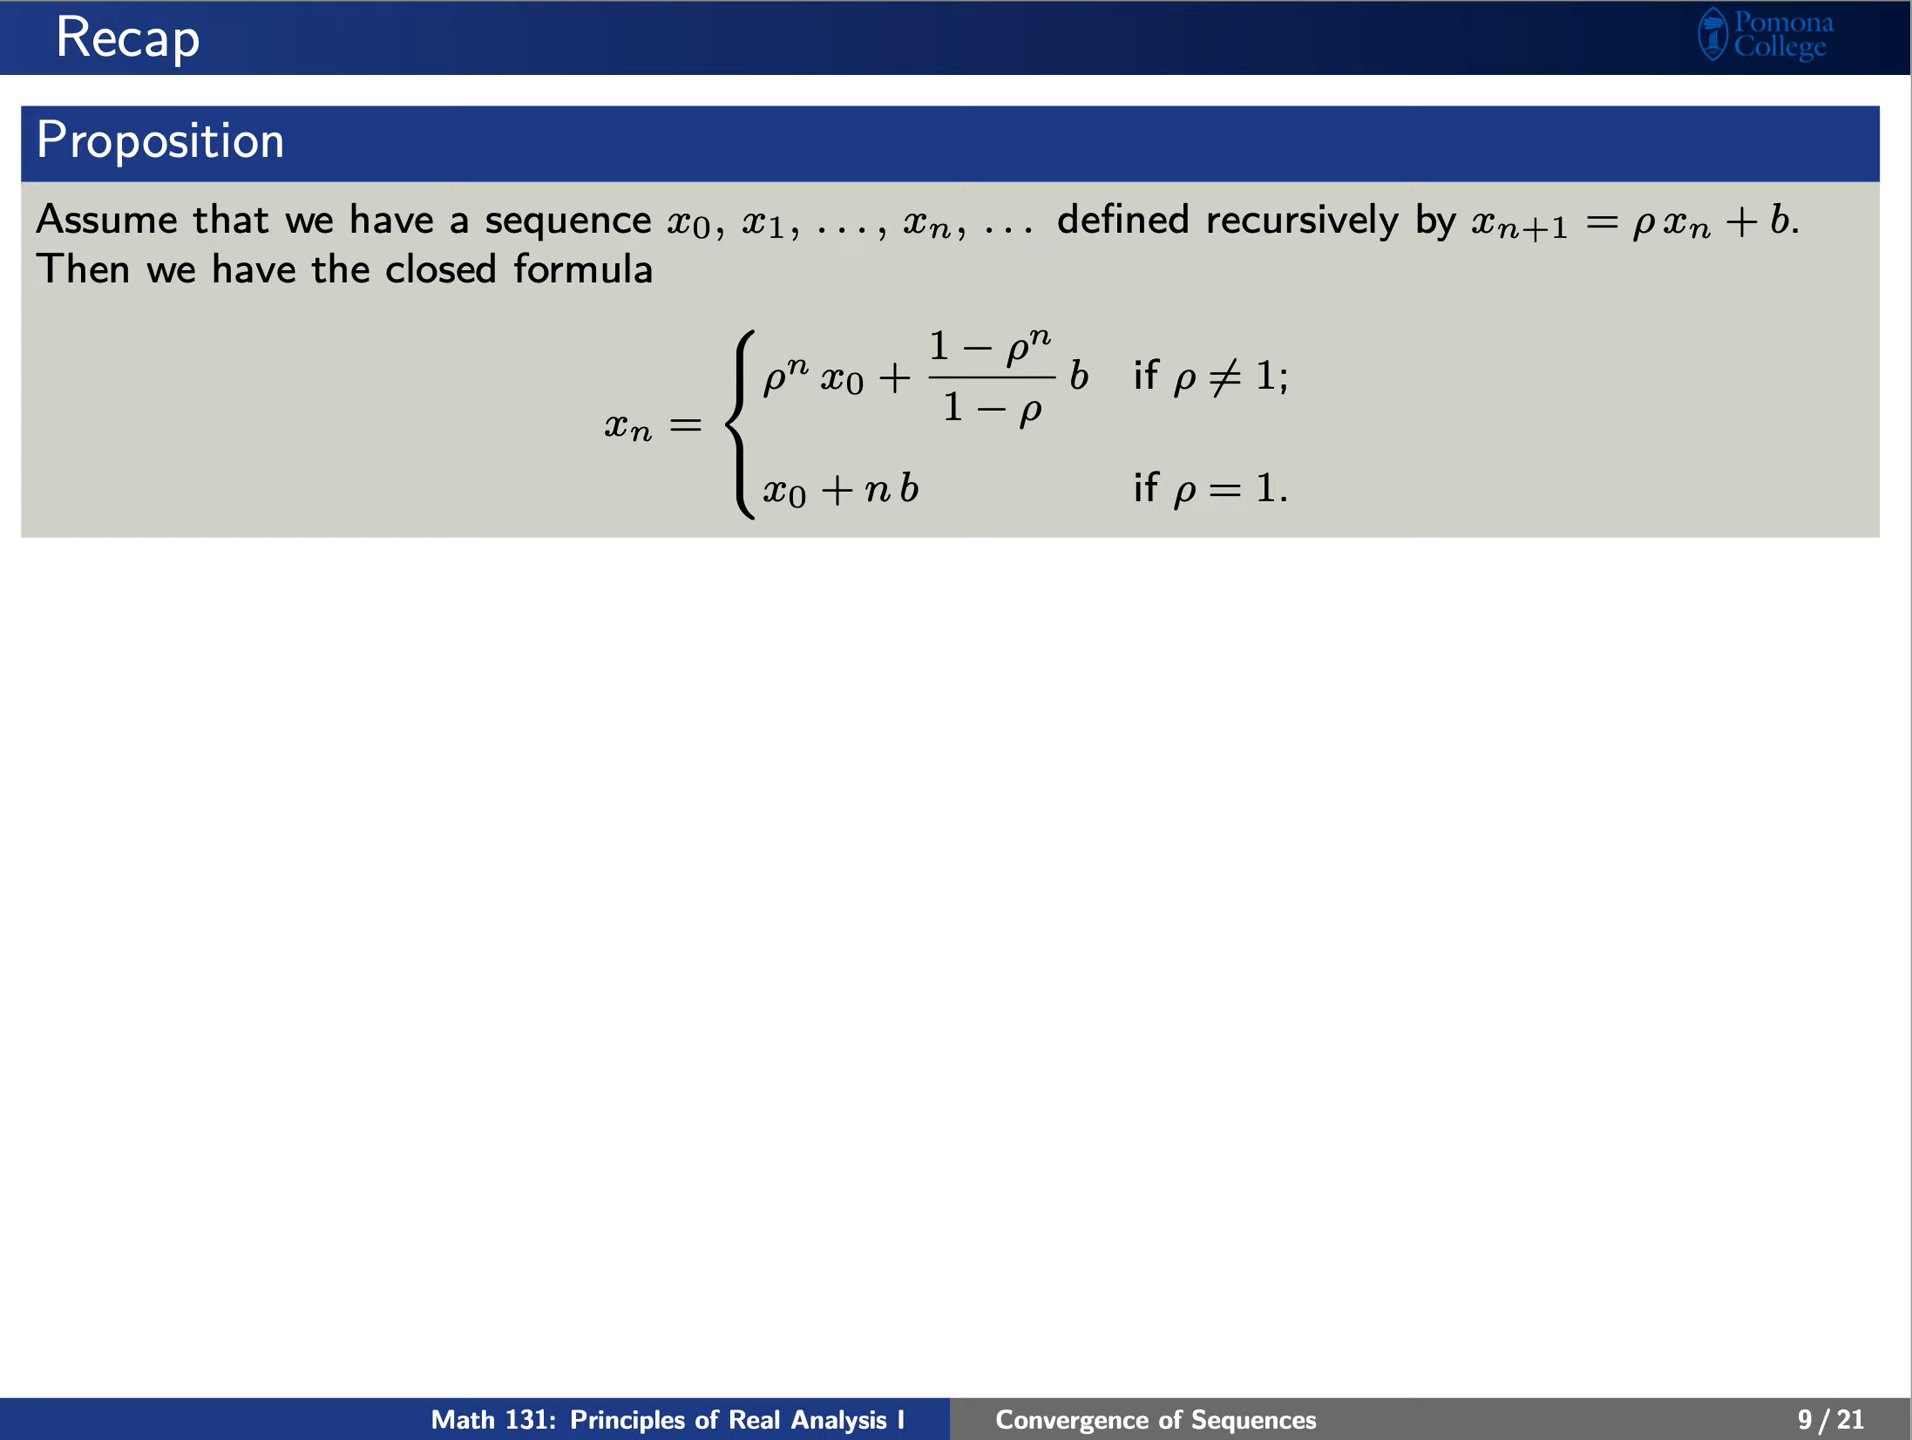 Recap
Pomona
College
Proposition
Assume that we have a sequence x₀, x₁, ..., xₙ, ... defined recursively by xₙ₊₁ = ρ xₙ + b.
Then we have the closed formula
xₙ = { ρⁿ x₀ + (1 − ρⁿ)/(1 − ρ) b if ρ ≠ 1;
x₀ + n b if ρ = 1.
Math 131: Principles of Real Analysis I Convergence of Sequences 9 / 21